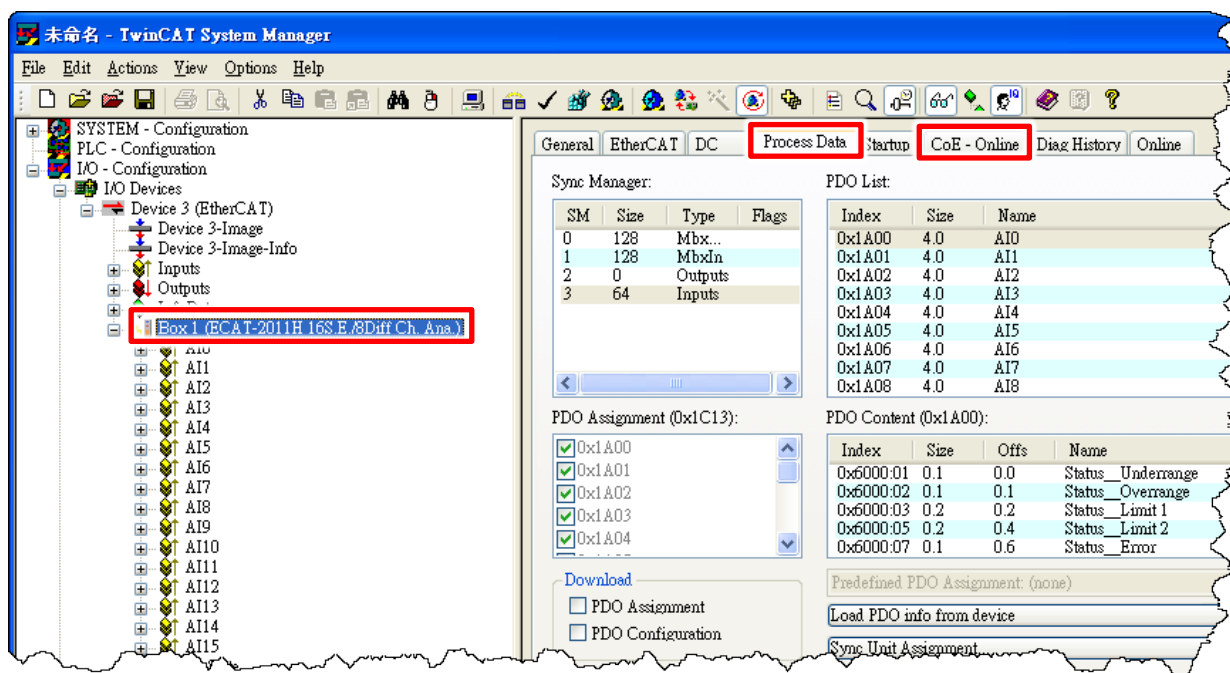 未命名 - TwinCAT System Manager
File Edit Actions View Options Help
SYSTEM - Configuration
PLC - Configuration
I/O - Configuration
I/O Devices
Device 3 (EtherCAT)
Device 3-Image
Device 3-Image-Info
Inputs
Outputs
Box 1 (ECAT-2011H 16S.E./8Diff Ch. Ana.)
AI0
AI1
AI2
AI3
AI4
AI5
AI6
AI7
AI8
AI9
AI10
AI11
AI12
AI13
AI14
AI15
General EtherCAT DC Process Data Startup CoE - Online Diag History Online
Sync Manager:
SM Size Type Flags
0 128 Mbx...
1 128 MbxIn
2 0 Outputs
3 64 Inputs
PDO List:
Index Size Name
0x1A00 4.0 AI0
0x1A01 4.0 AI1
0x1A02 4.0 AI2
0x1A03 4.0 AI3
0x1A04 4.0 AI4
0x1A05 4.0 AI5
0x1A06 4.0 AI6
0x1A07 4.0 AI7
0x1A08 4.0 AI8
PDO Assignment (0x1C13):
0x1A00
0x1A01
0x1A02
0x1A03
0x1A04
PDO Content (0x1A00):
Index Size Offs Name
0x6000:01 0.1 0.0 Status__Underrange
0x6000:02 0.1 0.1 Status__Overrange
0x6000:03 0.2 0.2 Status__Limit 1
0x6000:05 0.2 0.4 Status__Limit 2
0x6000:07 0.1 0.6 Status__Error
Download
PDO Assignment
PDO Configuration
Predefined PDO Assignment: (none)
Load PDO info from device
Sync Unit Assignment...